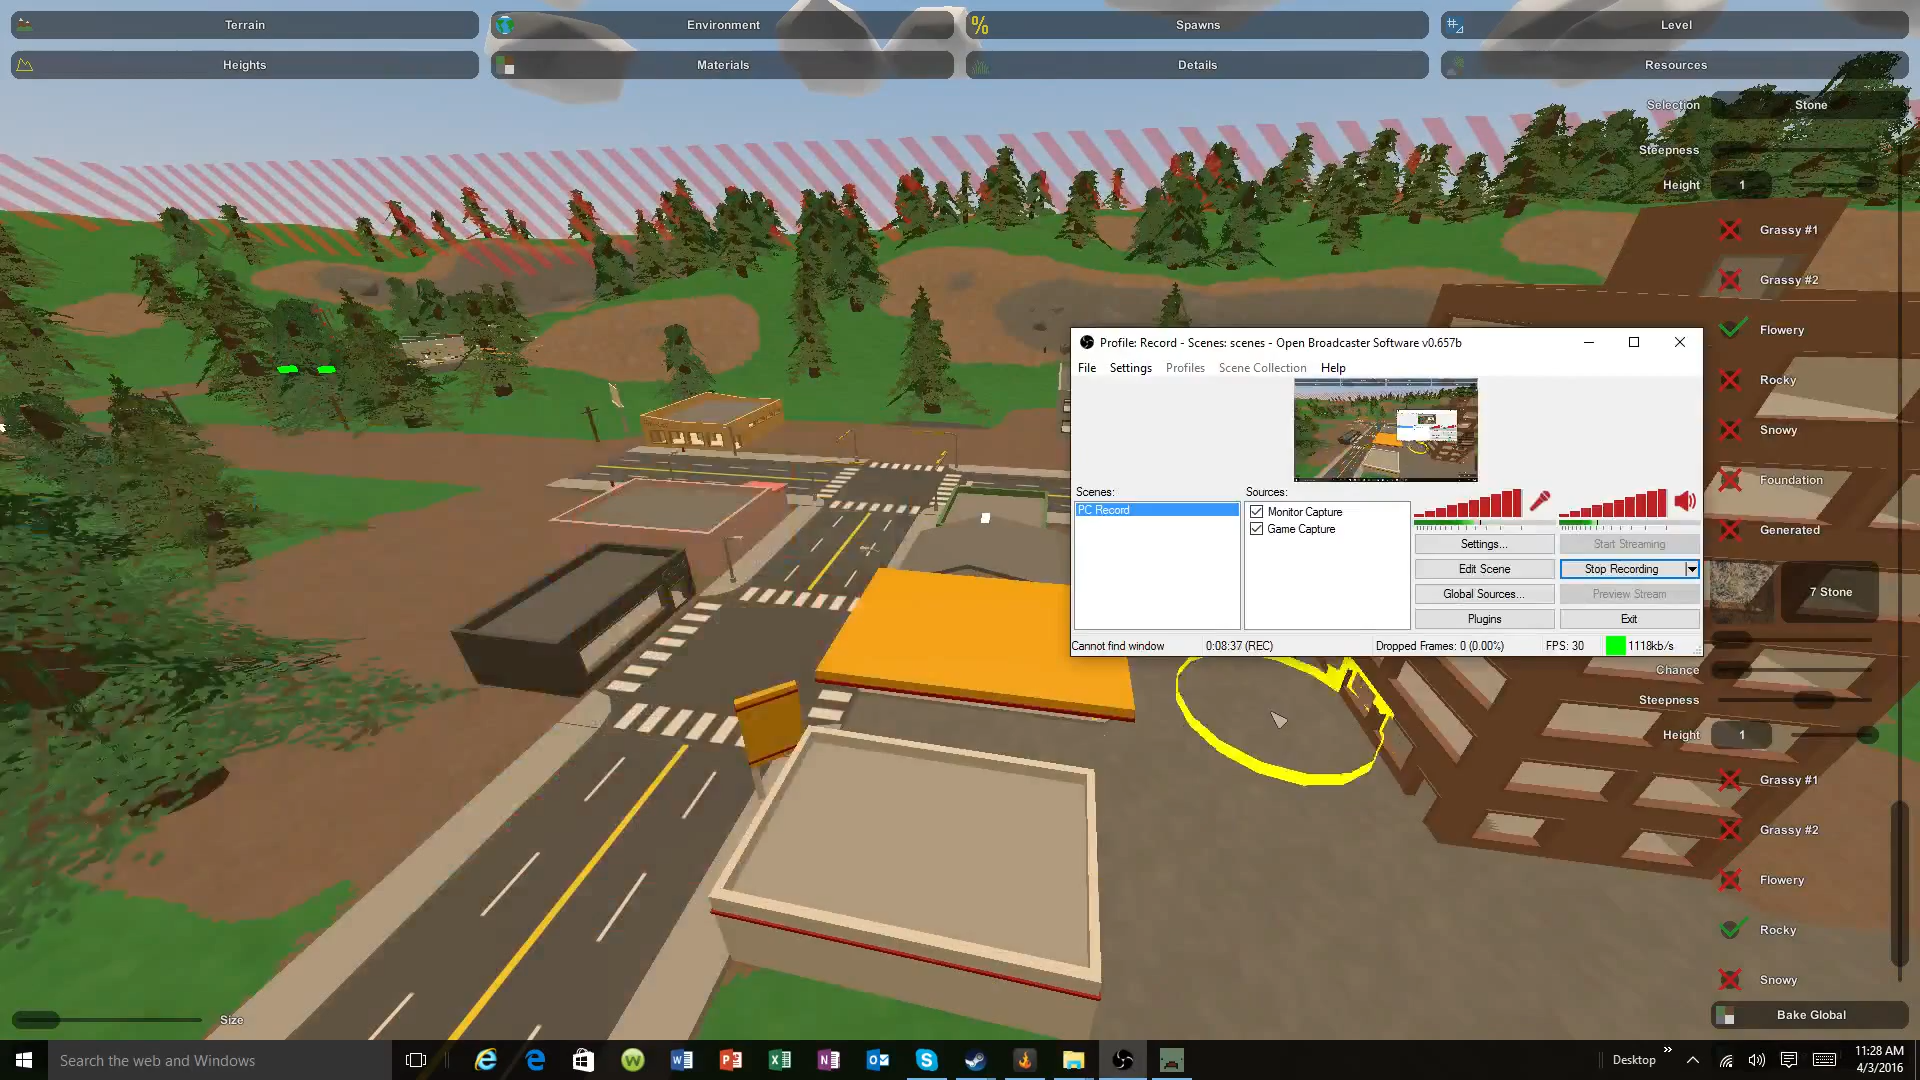 Terrain
Environment
Spawns
Level
Heights
Materials
Details
Resources
Selection
Stone
Steepness
Height
1
Grassy #1
Grassy #2
Flowery
Rocky
Snowy
Foundation
Generated
7 Stone
Chance
Steepness
Height
1
Grassy #1
Grassy #2
Flowery
Rocky
Snowy
Bake Global
Size
Profile: Record - Scenes: scenes - Open Broadcaster Software v0.657b
File Settings Profiles Scene Collection Help
Scenes:
PC Record
Sources:
Monitor Capture
Game Capture
Settings...
Start Streaming
Edit Scene
Stop Recording
Global Sources...
Preview Stream
Plugins
Exit
Cannot find window
0:08:37 (REC)
Dropped Frames: 0 (0.00%)
FPS: 30
1118kb/s
Search the web and Windows
Desktop
11:28 AM
4/3/2016